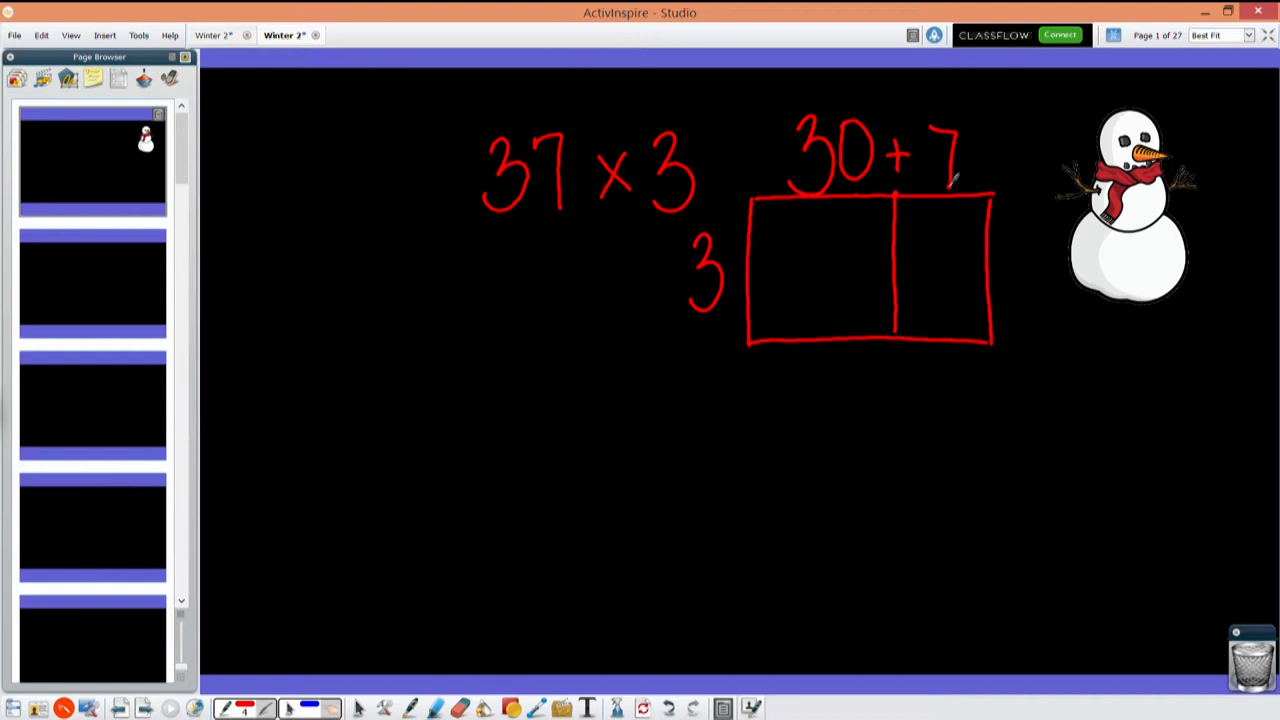 ActivInspire - Studio
File Edit View Insert Tools Help Winter 2* Winter 2* CLASSFLOW Connect Page 1 of 27 Best Fit
Page Browser
37 x 3
30 + 7
3
4 T